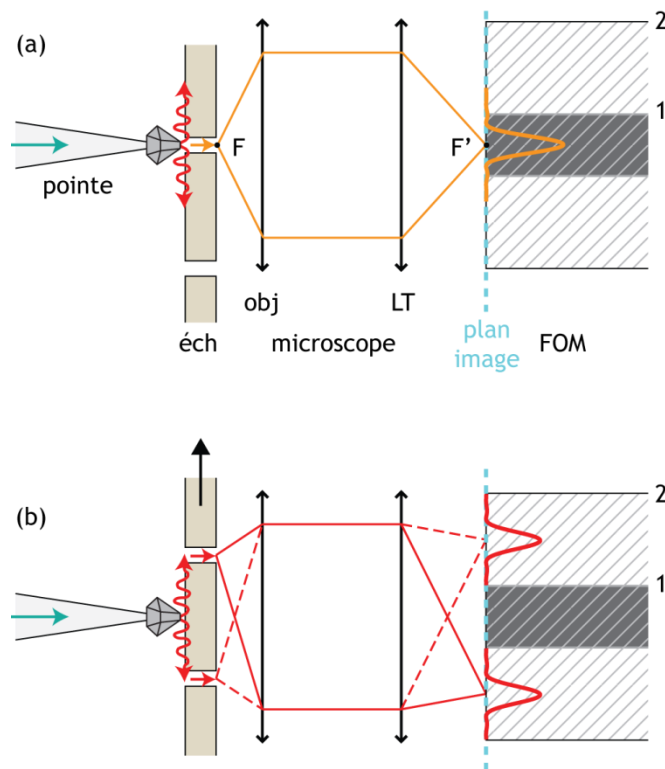 (a)
2
1
F
F’
pointe
obj
LT
éch
microscope
plan
image
FOM
(b)
2
1